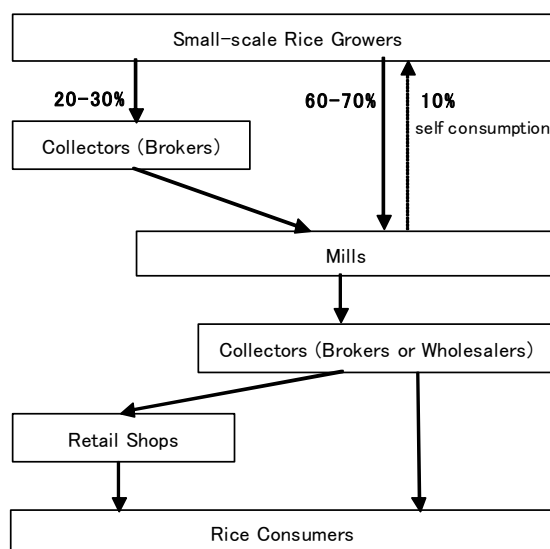 Small-scale Rice Growers
20-30%
60-70%
10%
self consumption
Collectors (Brokers)
Mills
Collectors (Brokers or Wholesalers)
Retail Shops
Rice Consumers